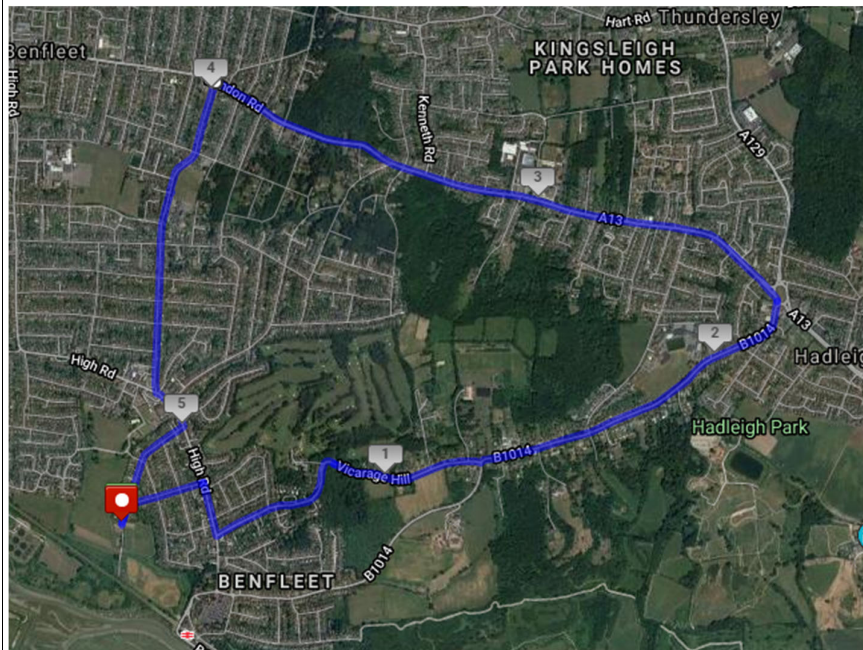 Hart Rd
Thundersley
Benfleet
KINGSLEIGH
PARK HOMES
4
ndon Rd
High Rd
Kenneth Rd
A129
3
A13
A13
2
B1014
Hadleig
High Rd
5
Hadleigh Park
High Rd
1
Vicarage Hill
B1014
B1014
BENFLEET